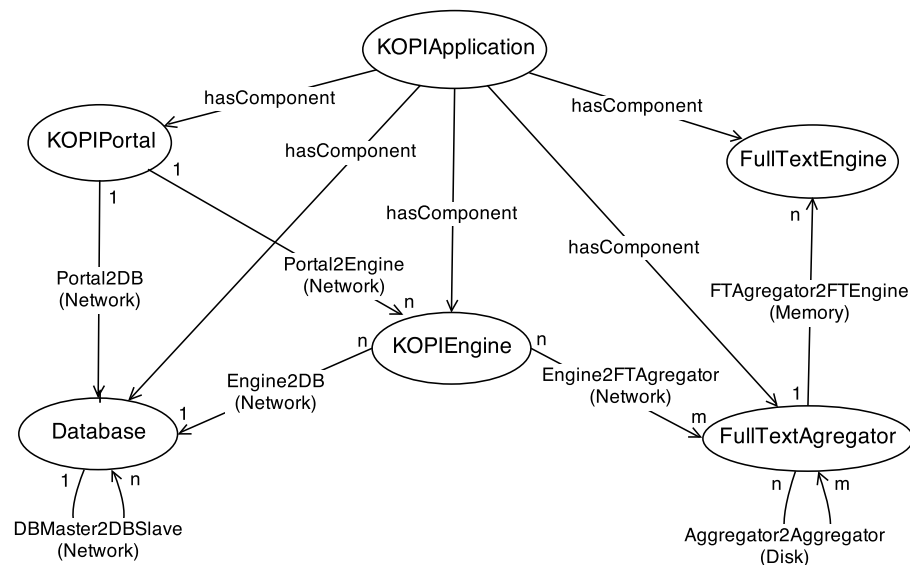 KOPIApplication
hasComponent
hasComponent
KOPIPortal
FullTextEngine
hasComponent
1
1
hasComponent
n
hasComponent
Portal2DB
(Network)
Portal2Engine
(Network)
FTAgregator2FTEngine
(Memory)
n
n
KOPIEngine
n
Engine2DB
(Network)
Engine2FTAgregator
(Network)
1
1
m
Database
FullTextAgregator
1
n
n
m
DBMaster2DBSlave
(Network)
Aggregator2Aggregator
(Disk)